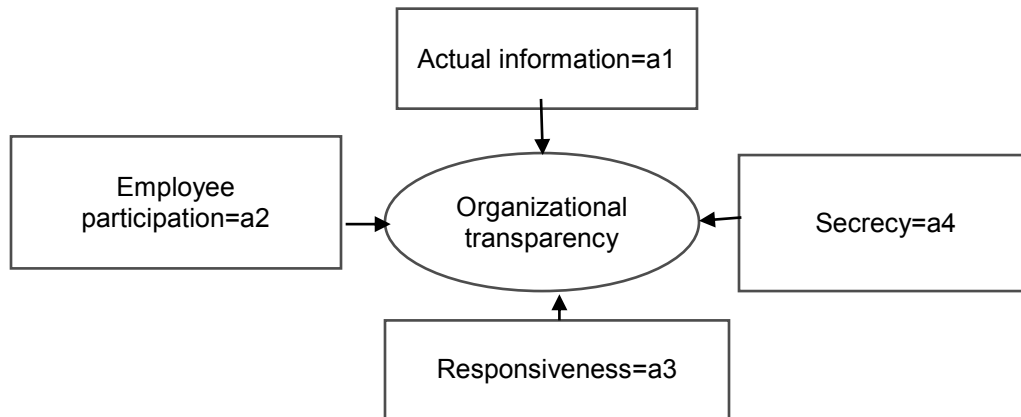 Actual information=a1
Employee
participation=a2
Organizational
transparency
Secrecy=a4
Responsiveness=a3